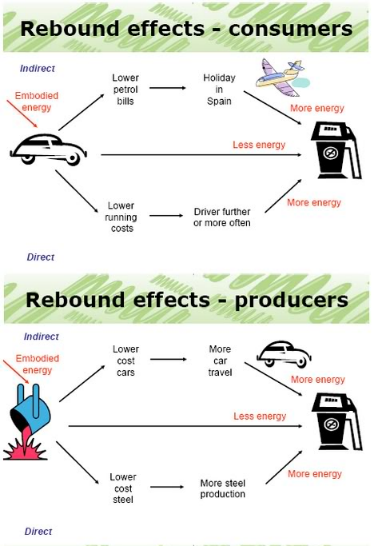 Rebound effects - consumers
Indirect
Embodied
energy
Lower
petrol
bills
Holiday
in
Spain
More energy
Less energy
Lower
running
costs
Driver further
or more often
More energy
Direct
Rebound effects - producers
Indirect
Embodied
energy
Lower
cost
cars
More
car
travel
More energy
Less energy
Lower
cost
steel
More steel
production
More energy
Direct